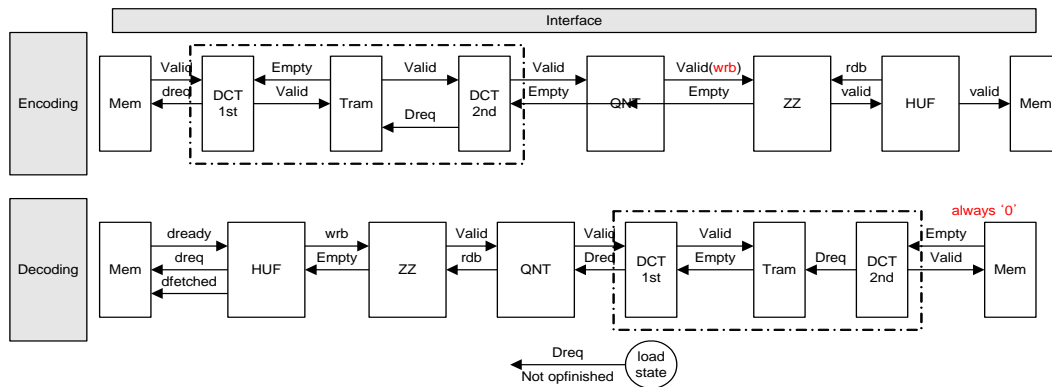 Interface
Encoding
Mem
Valid
dreq
DCT
1st
Empty
Valid
Tram
Valid
Dreq
DCT
2nd
Valid
Empty
QNT
Valid(wrb)
Empty
ZZ
rdb
valid
HUF
valid
Mem
Decoding
Mem
dready
dreq
dfetched
HUF
wrb
Empty
ZZ
Valid
rdb
QNT
Valid
Dreq
DCT
1st
Valid
Empty
Tram
Dreq
DCT
2nd
always ‘0’
Empty
Valid
Mem
Dreq
Not opfinished
load
state